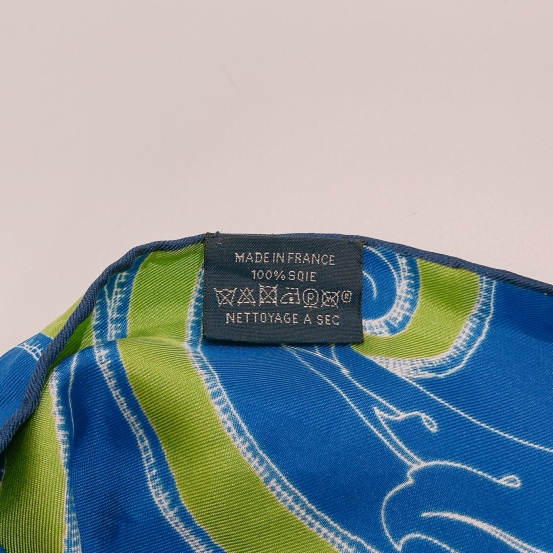 MADE IN FRANCE
100% SOIE
P
NETTOYAGE A SEC